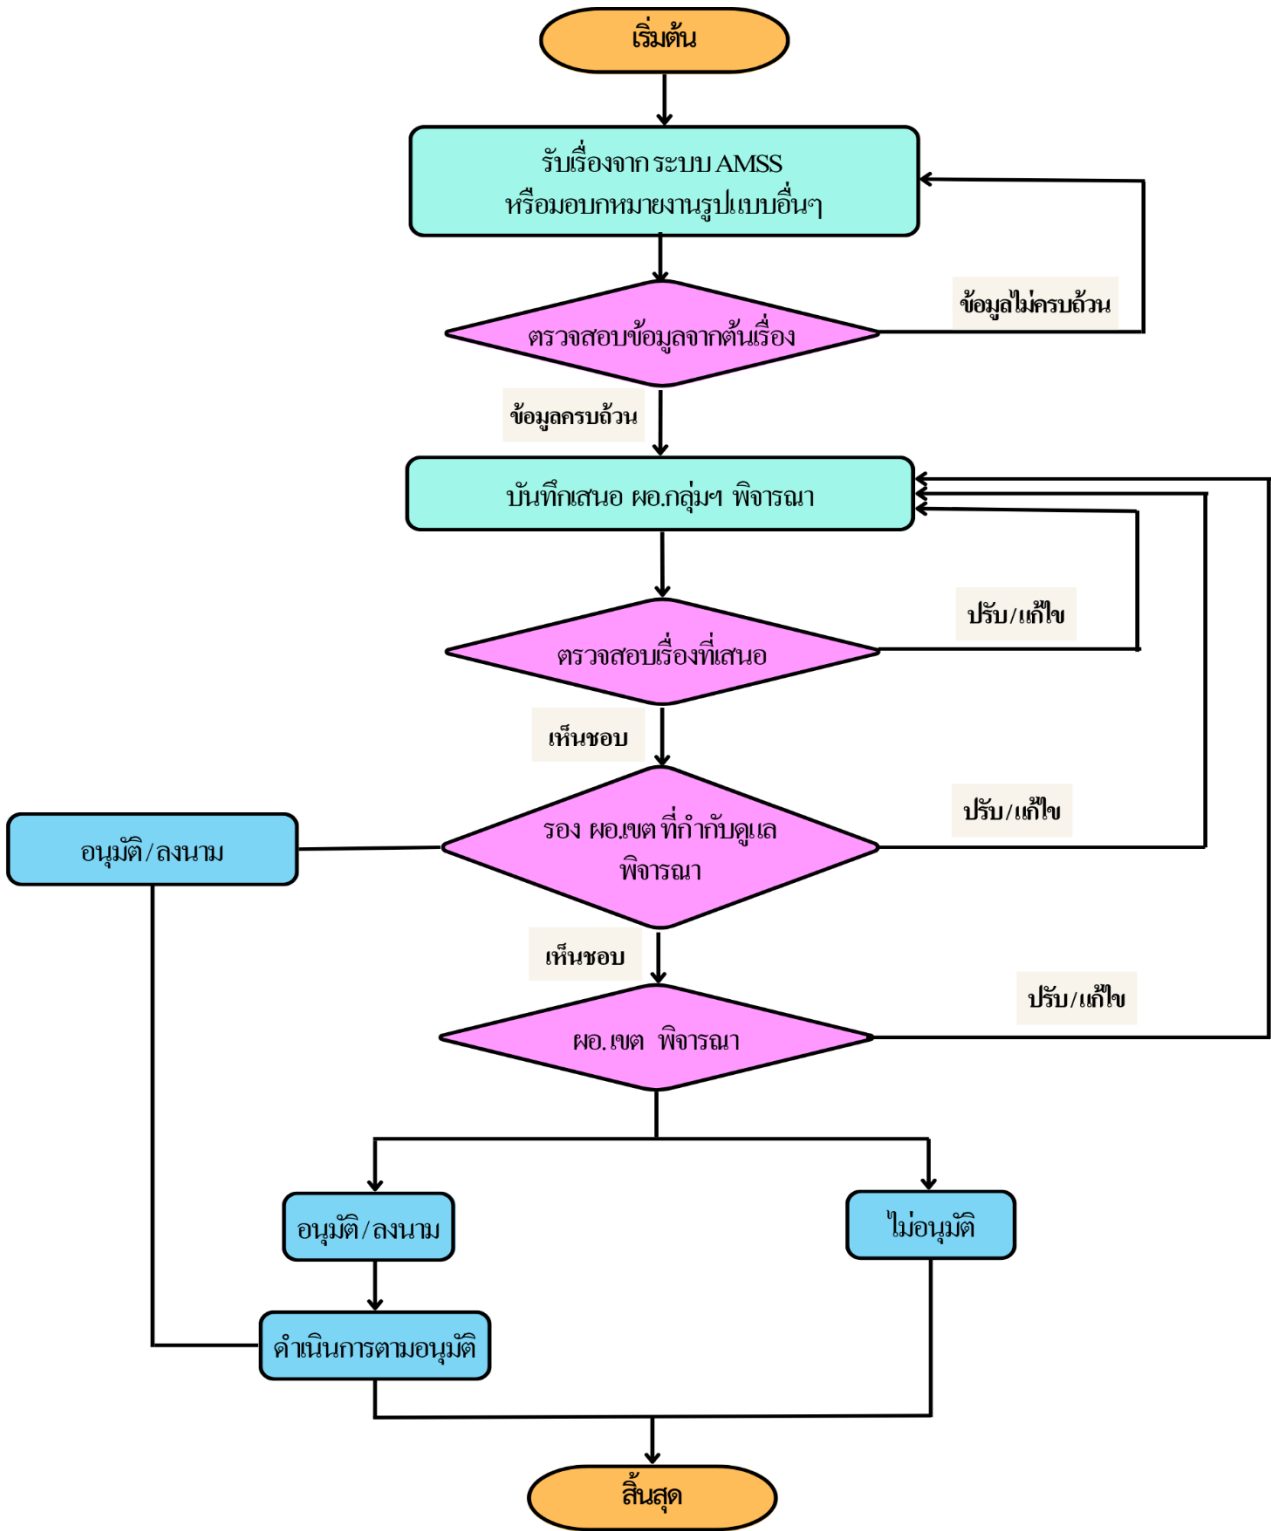 เริ่มต้น
รับเรื่องจาก ระบบ AMSS
หรือมอบกหมายงานรูปแบบอื่นๆ
ข้อมูลไม่ครบถ้วน
ตรวจสอบข้อมูลจากต้นเรื่อง
ข้อมูลครบถ้วน
บันทึกเสนอ ผอ.กลุ่มฯ พิจารณา
ปรับ/แก้ไข
ตรวจสอบเรื่องที่เสนอ
เห็นชอบ
ปรับ/แก้ไข
รอง ผอ.เขต ที่กำกับดูแล
พิจารณา
อนุมัติ/ลงนาม
เห็นชอบ
ปรับ/แก้ไข
ผอ. เขต พิจารณา
อนุมัติ/ลงนาม
ไม่อนุมัติ
ดำเนินการตามอนุมัติ
สิ้นสุด